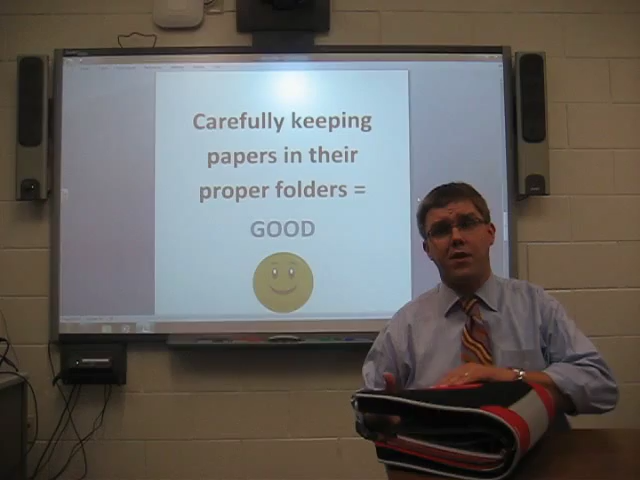 Carefully keeping
papers in their
proper folders =
GOOD